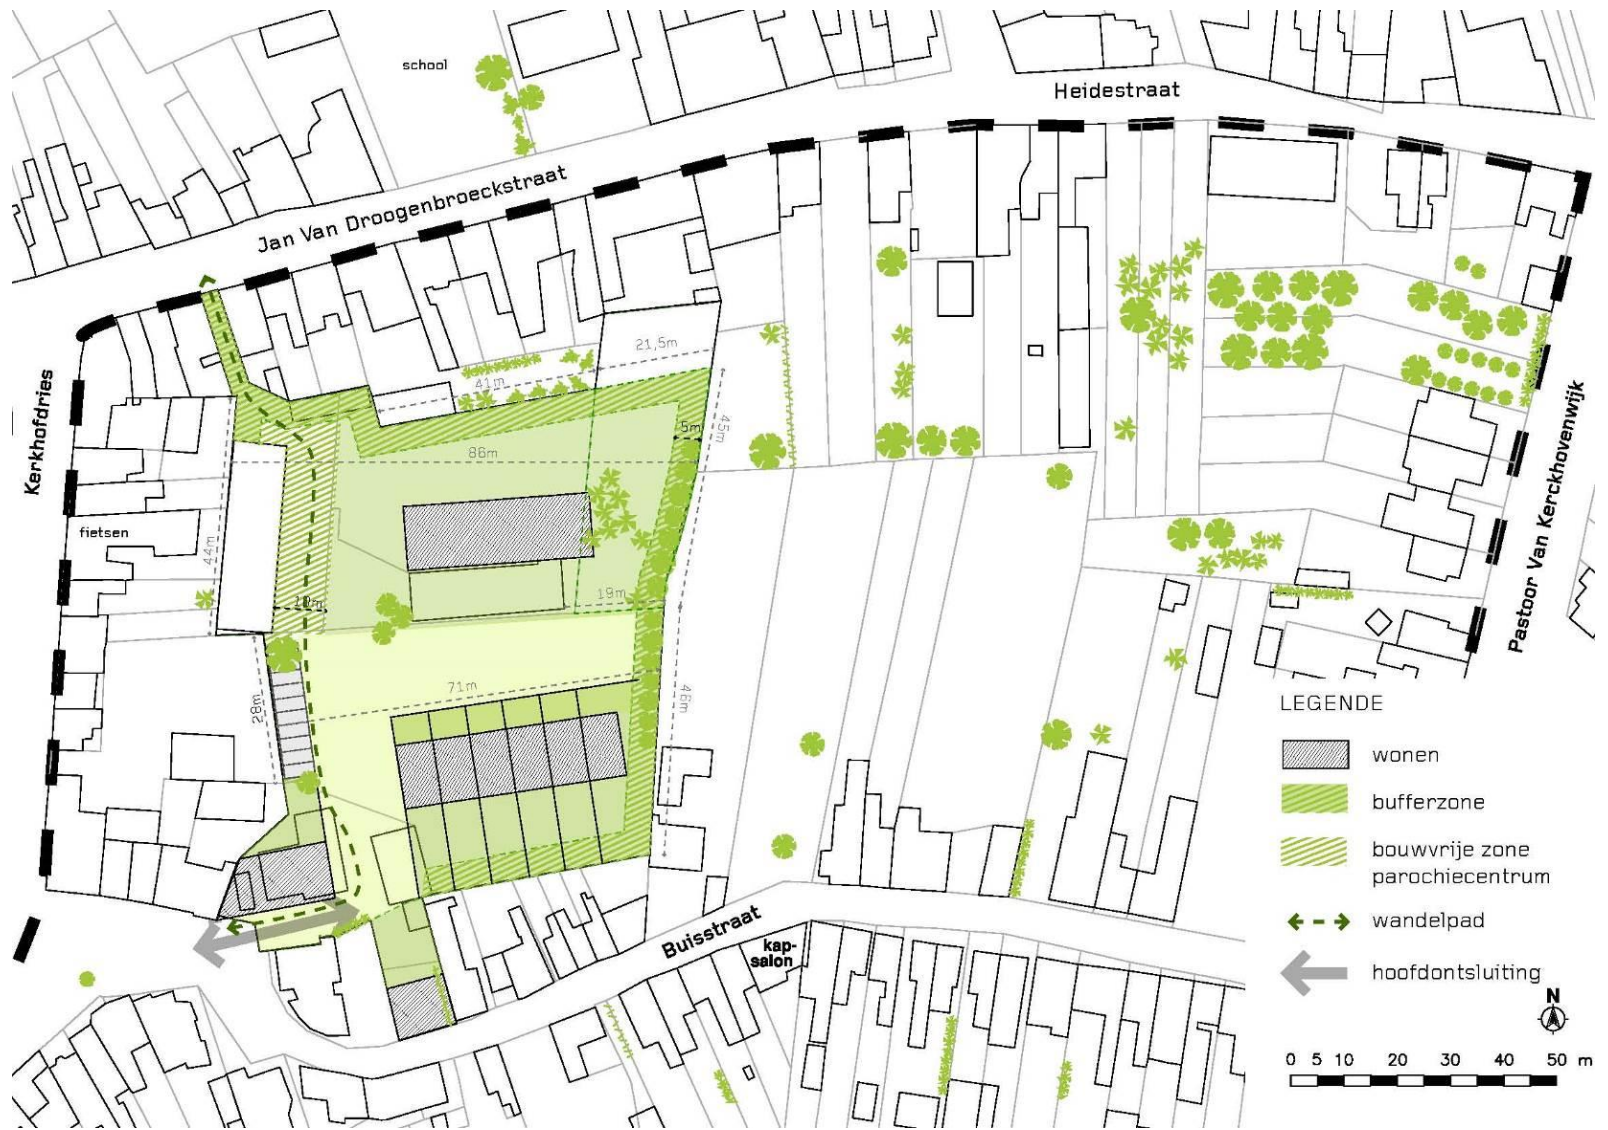 school
Heidestraat
Jan Van Droogenbroeckstraat
Kerkhofdries
fietsen
21,5m
41m
45m
5m
86m
44m
19m
71m
28m
46m
Pastoor Van Kerckhovenwijk
Buisstraat
kap-
salon
LEGENDE
wonen
bufferzone
bouwvrije zone
parochiecentrum
wandelpad
hoofdontsluiting
N
0 5 10 20 30 40 50 m